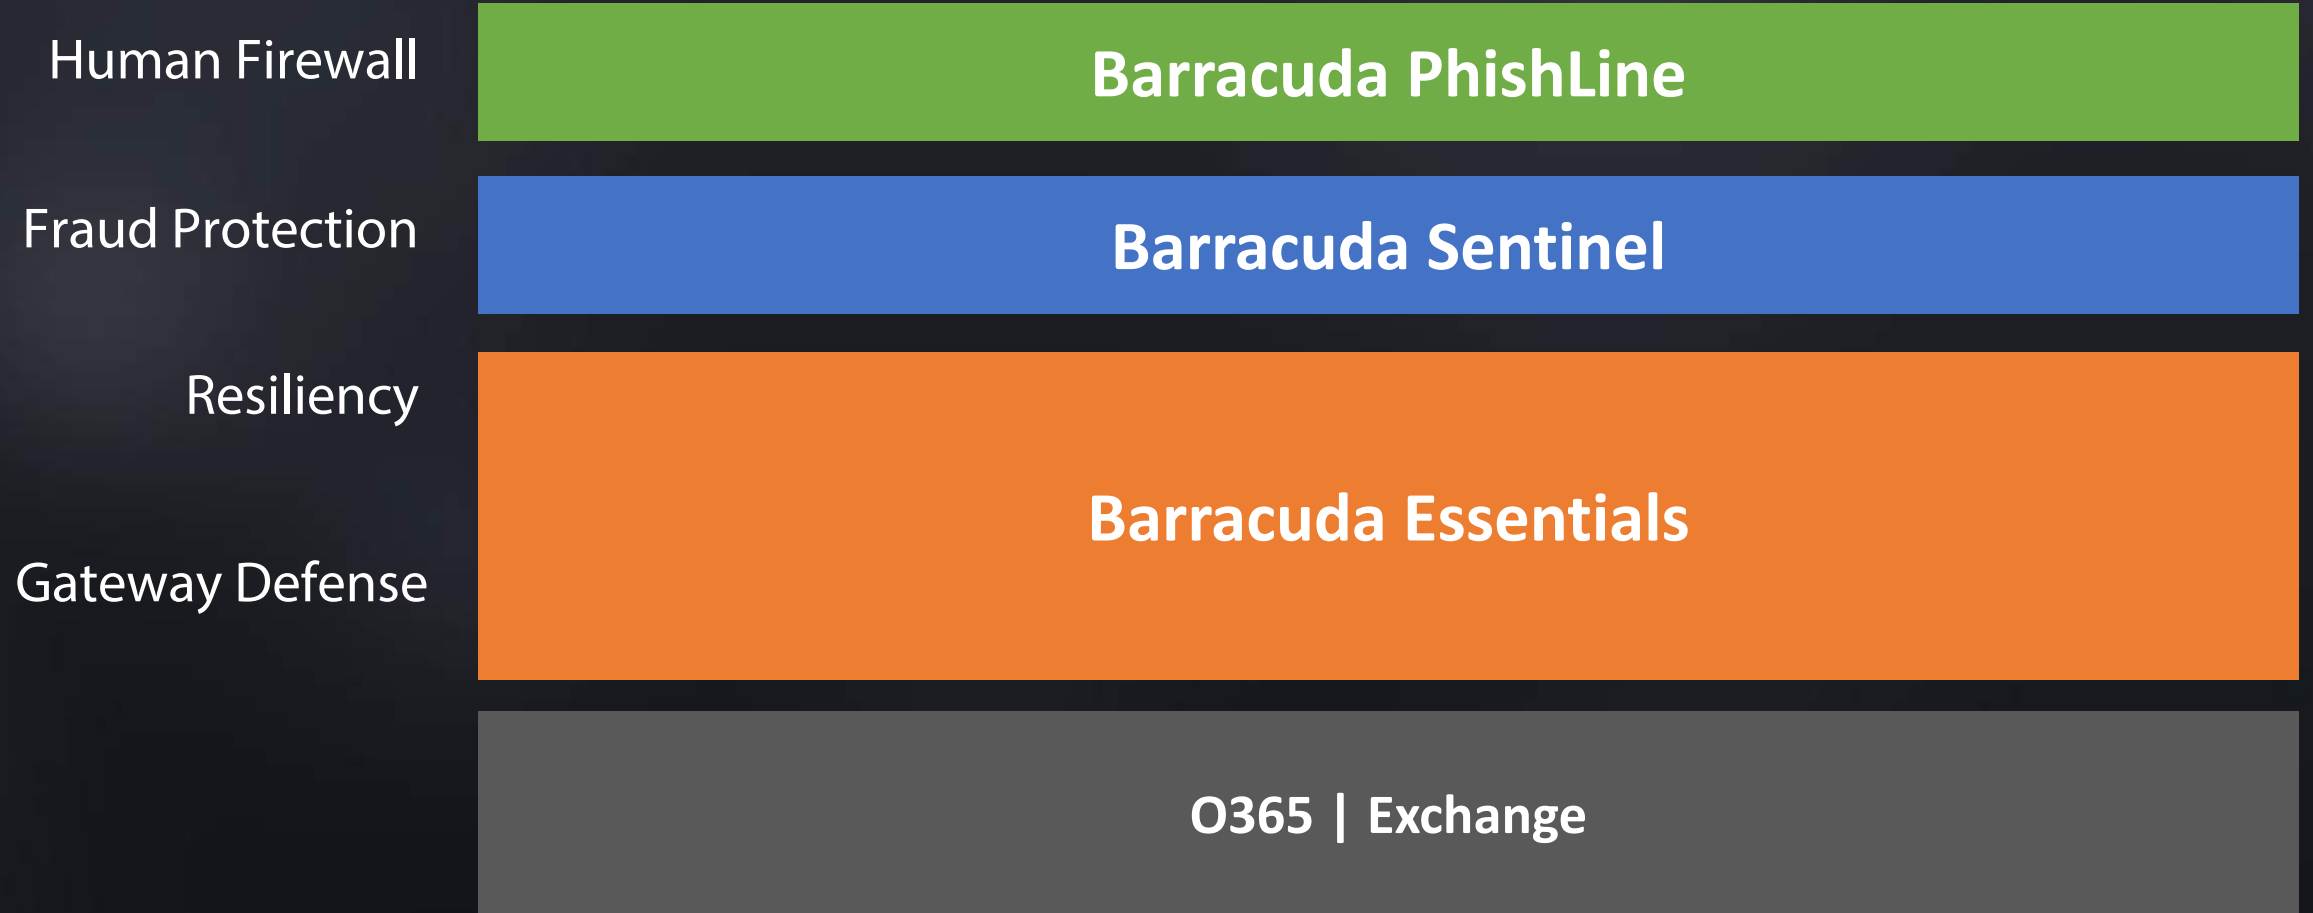 Human Firewall
Barracuda PhishLine
Fraud Protection
Barracuda Sentinel
Resiliency
Barracuda Essentials
Gateway Defense
O365 | Exchange